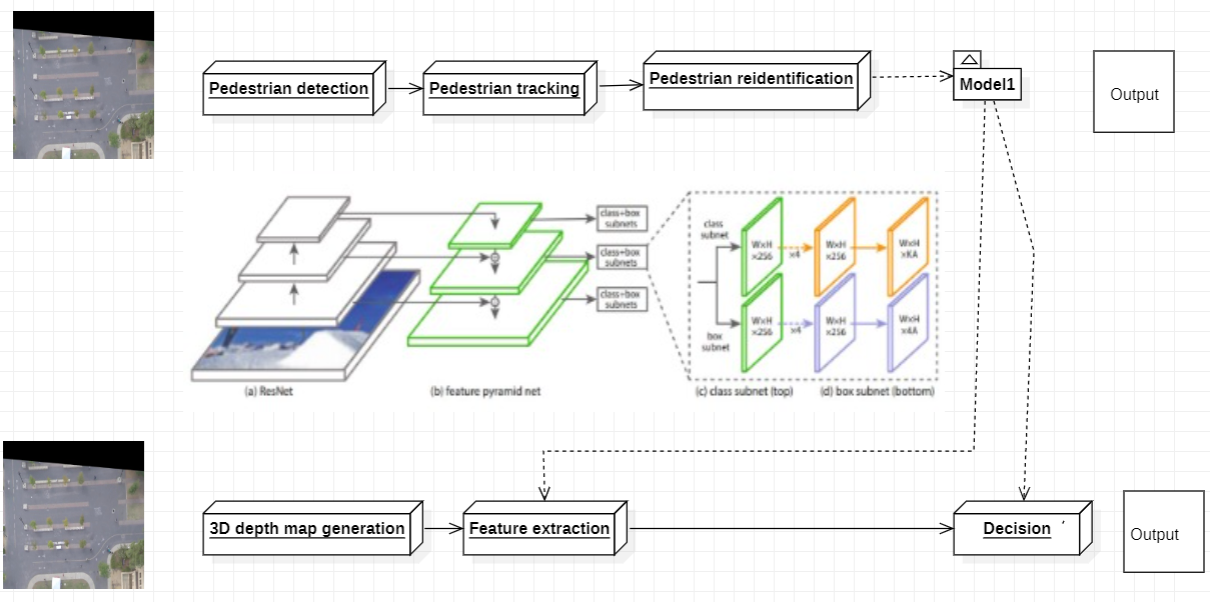 Pedestrian detection
Pedestrian tracking
Pedestrian reidentification
Model1
Output
class+box
subnets
class+box
subnets
class+box
subnets
class
subnet
box
subnet
W×H
×256
×4
W×H
×256
W×H
×KA
W×H
×256
×4
W×H
×256
W×H
×4A
(a) ResNet
(b) feature pyramid net
(c) class subnet (top)
(d) box subnet (bottom)
3D depth map generation
Feature extraction
Decision ´
Output